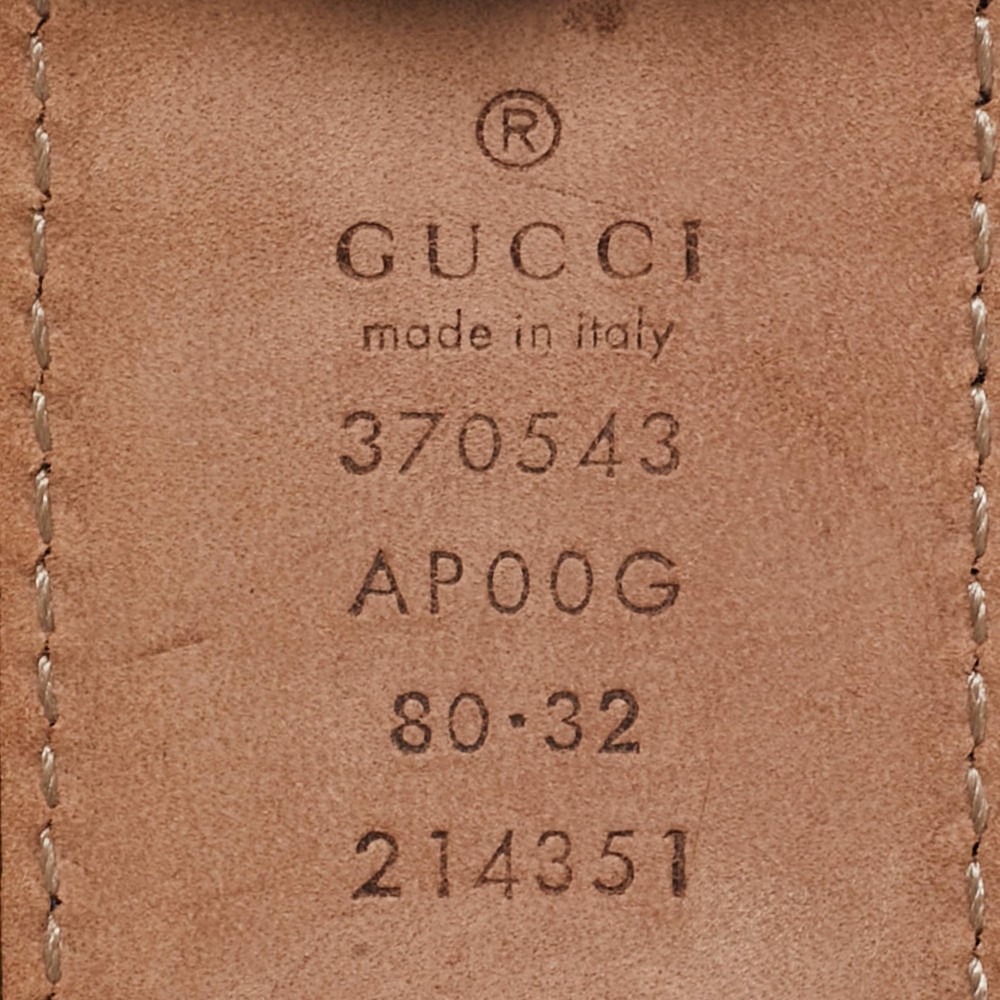 ®
GUCCI
made in italy
370543
AP00G
80·32
214351